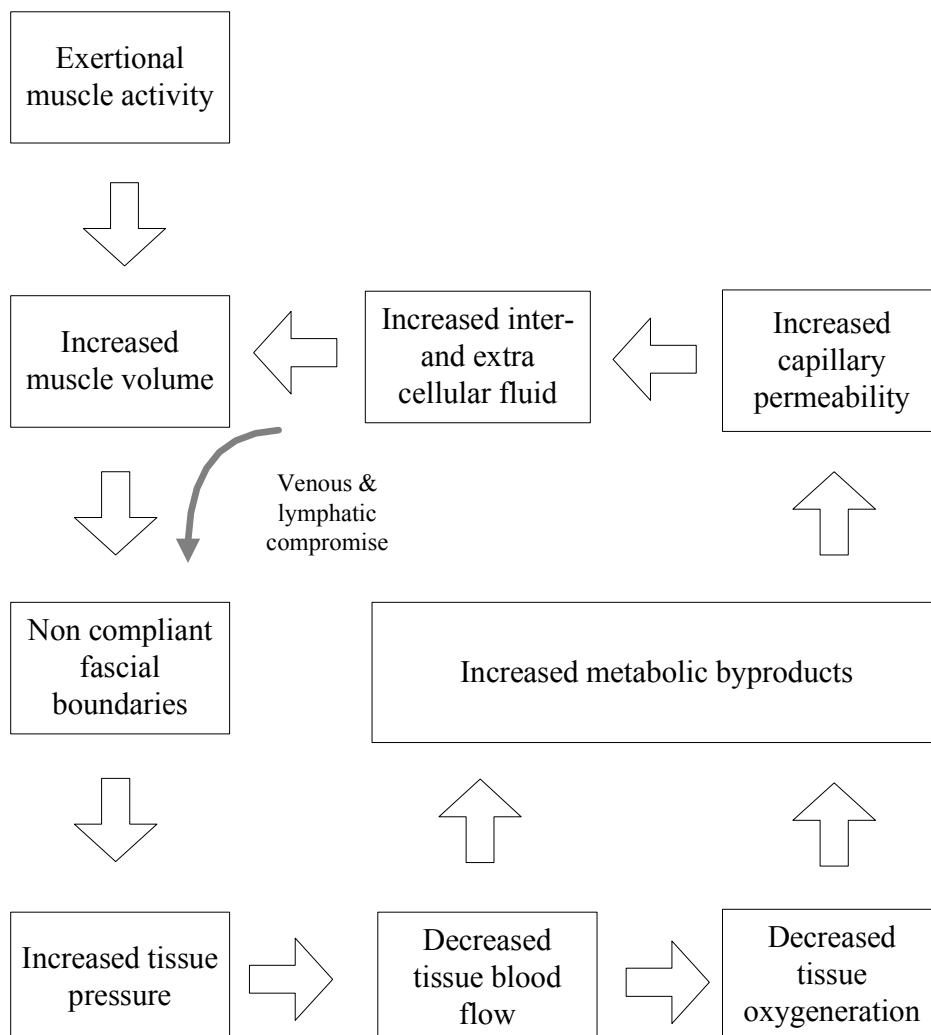 Exertional
muscle activity
Increased
muscle volume
Increased inter-
and extra
cellular fluid
Increased
capillary
permeability
Venous &
lymphatic
compromise
Non compliant
fascial
boundaries
Increased metabolic byproducts
Increased tissue
pressure
Decreased
tissue blood
flow
Decreased
tissue
oxygeneration